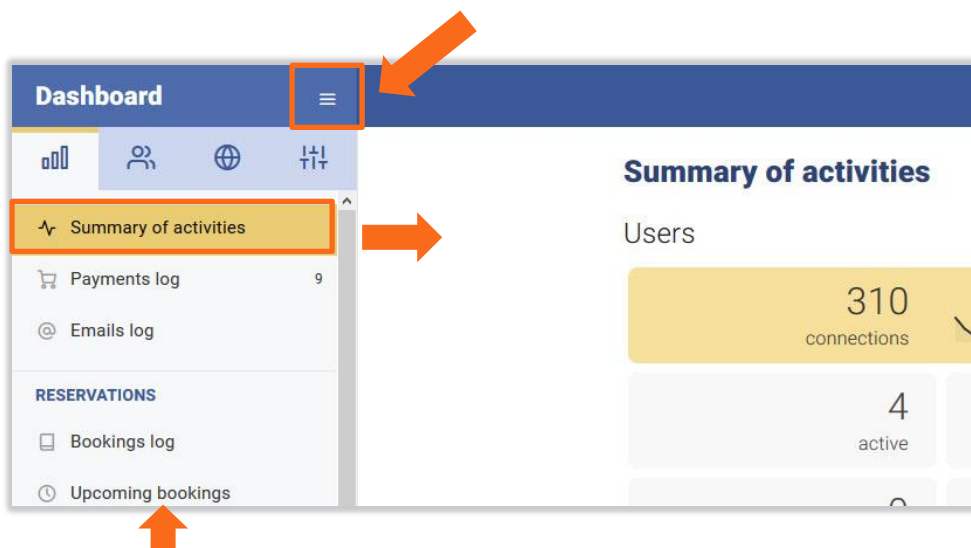 Dashboard
Summary of activities
Payments log 9
Emails log
RESERVATIONS
Bookings log
Upcoming bookings
Summary of activities
Users
310
connections
4
active